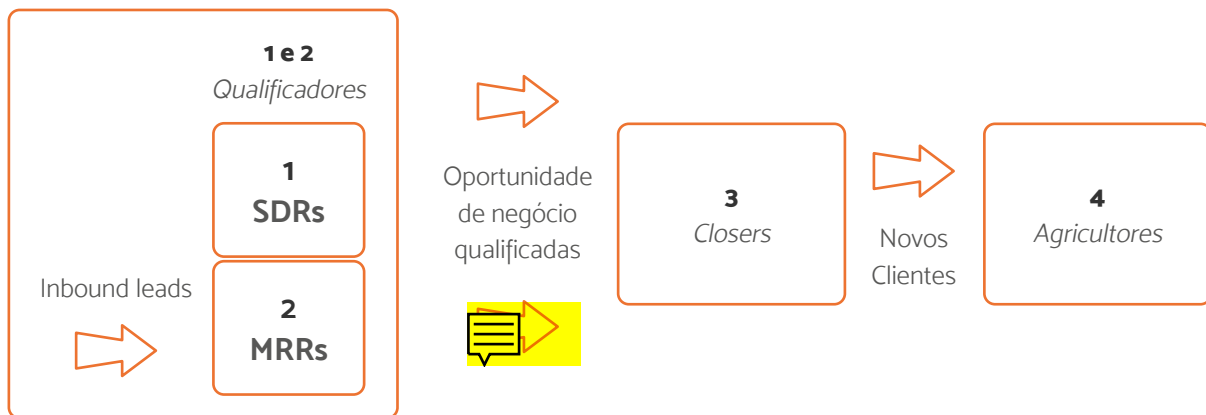 1 e 2
Qualificadores
1
SDRs
Inbound leads
2
MRRs
Oportunidade
de negócio
qualificadas
3
Closers
Novos
Clientes
4
Agricultores